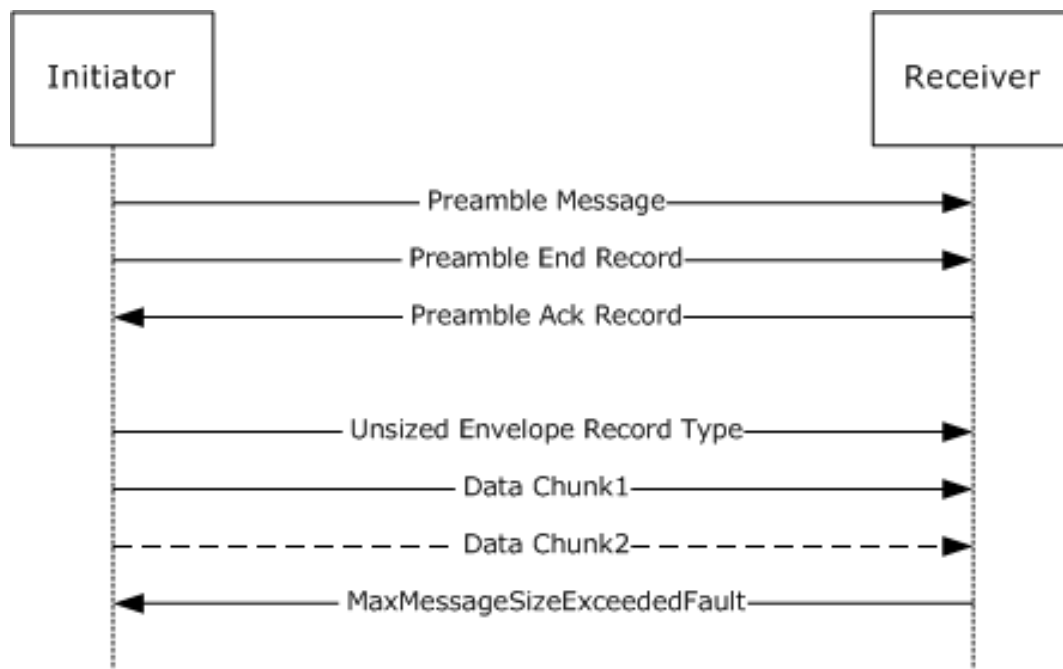 Initiator
Receiver
Preamble Message
Preamble End Record
Preamble Ack Record
Unsized Envelope Record Type
Data Chunk1
Data Chunk2
MaxMessageSizeExceededFault